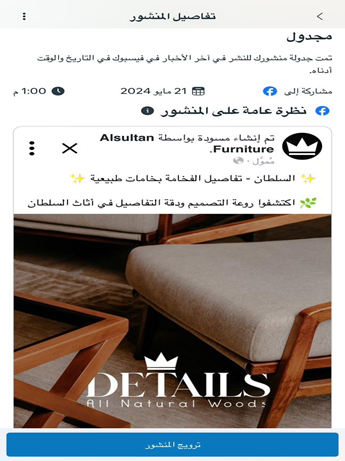 تفاصيل المنشور
مجدول
تمت جدولة منشورك للنشر في آخر الأخبار في فيسبوك في التاريخ والوقت
أدناه.
مشاركة إلى 21 مايو 2024 1:00 م
نظرة عامة على المنشور
تم إنشاء مسودة بواسطة Alsultan
Furniture.
مُموَّل
✨ السلطان - تفاصيل الفخامة بخامات طبيعية ✨
🌿 اكتشفوا روعة التصميم ودقة التفاصيل في أثاث السلطان
DETAILS
All Natural Woods
ترويج المنشور